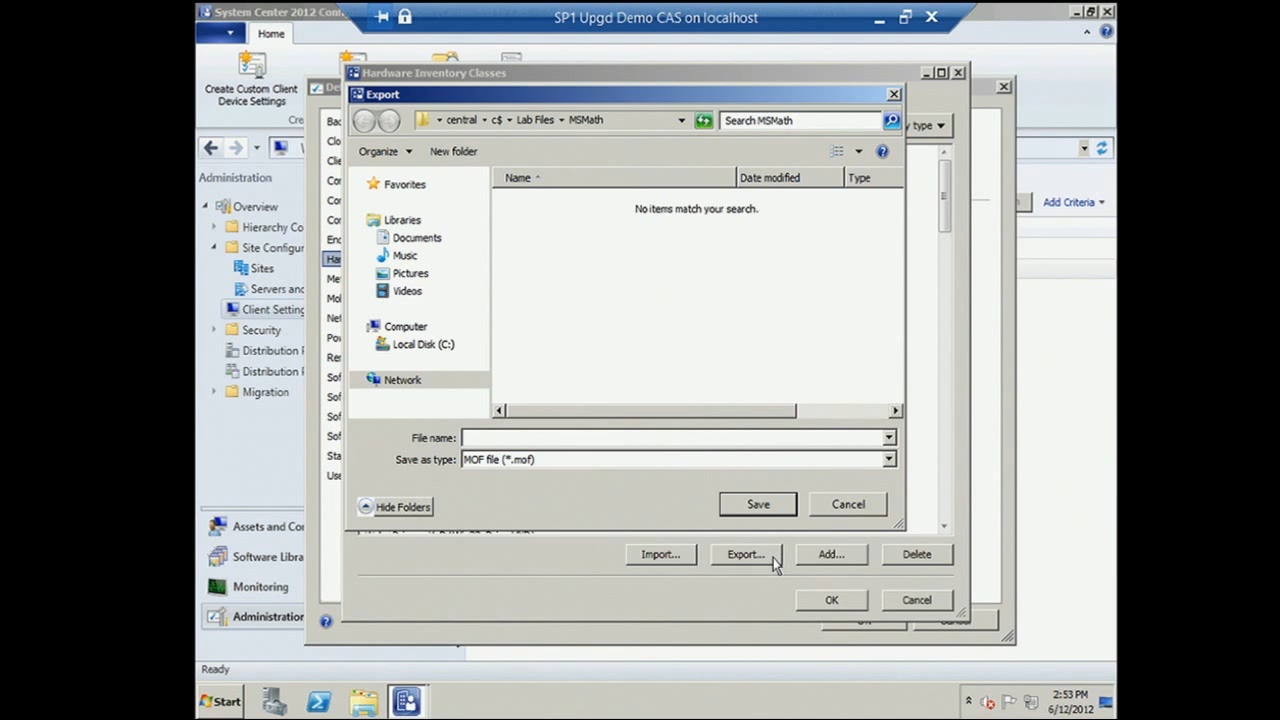 System Center 2012 Con
SP1 Upgd Demo CAS on localhost
Home
Create Custom Client
Device Settings
Hardware Inventory Classes
Export
central
c$
Lab Files
MSMath
Search MSMath
Organize
New folder
Name
Date modified
Type
No items match your search.
Favorites
Libraries
Documents
Music
Pictures
Videos
Computer
Local Disk (C:)
Network
File name:
Save as type: MOF file (*.mof)
Hide Folders
Save
Cancel
Import...
Export...
Add...
Delete
OK
Cancel
type
Add Criteria
Administration
Overview
Hierarchy Co
Site Configur
Sites
Servers and
Client Setting
Security
Distribution P
Distribution P
Migration
Assets and Co
Software Libra
Monitoring
Administration
Ready
Start
2:53 PM
6/12/2012